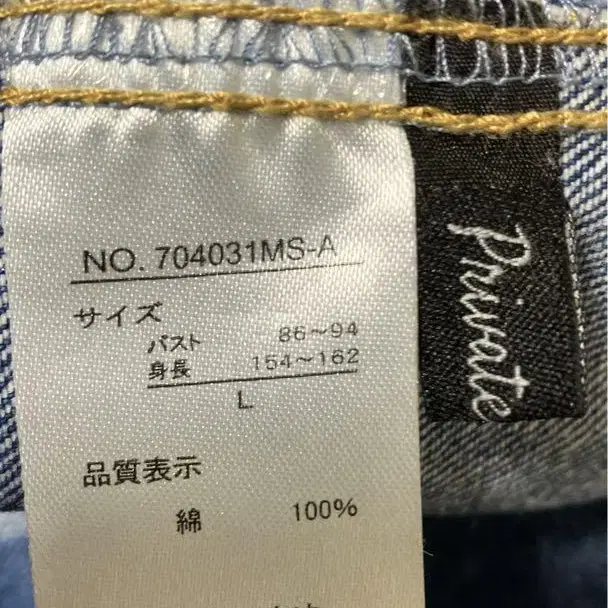 NO. 704031MS-A
サイズ
バスト 86～94
身長 154～162
L
品質表示
綿 100%
Private